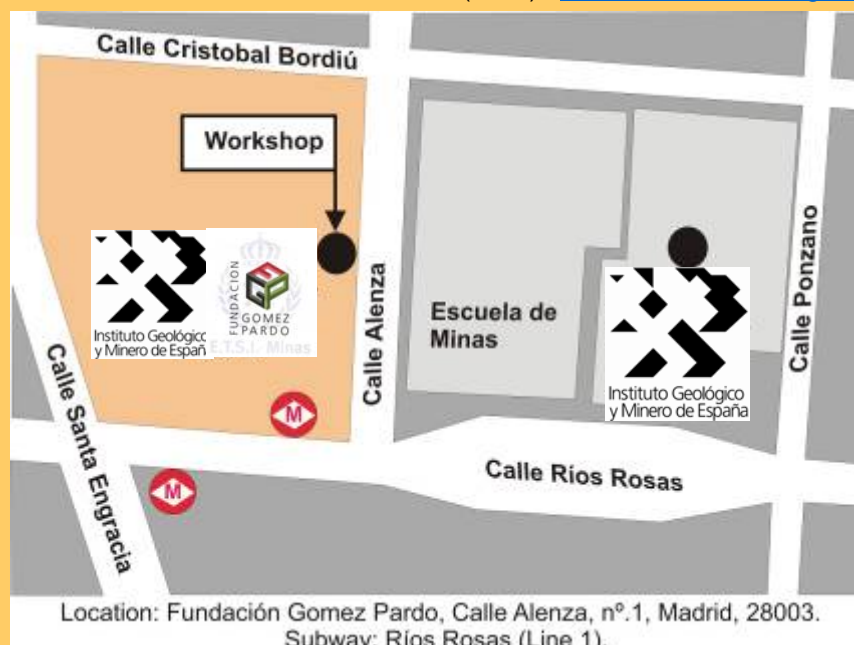 Calle Cristobal Bordiú
Workshop
Instituto Geológico
y Minero de Españ
FUNDACION
GOMEZ
PARDO
E.T.S.I. Minas
Calle Alenza
Escuela de
Minas
Instituto Geológico
y Minero de España
Calle Ponzano
Calle Santa Engracia
M
M
Calle Ríos Rosas
Location: Fundación Gomez Pardo, Calle Alenza, nº.1, Madrid, 28003.
Subway: Ríos Rosas (Line 1).